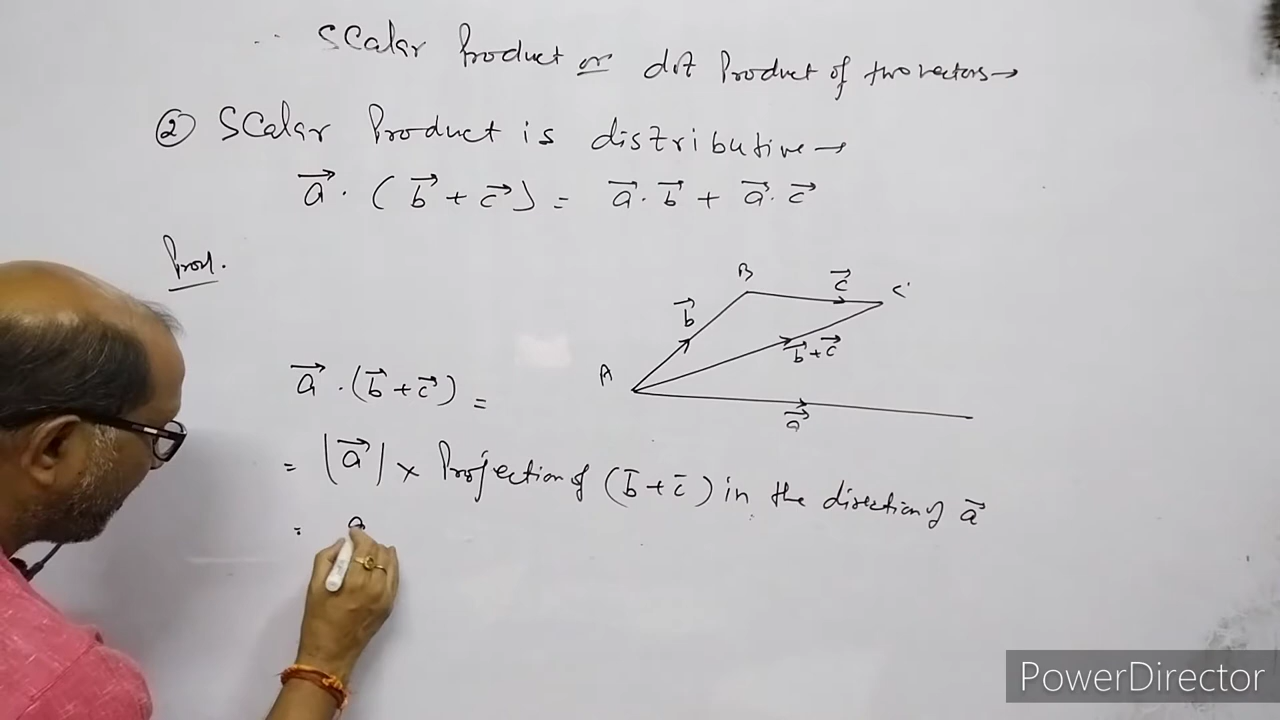 Scalar Product or dot Product of two vectors→
② Scalar Product is distributive→
a⃗ . ( b⃗ + c⃗ ) = a⃗ . b⃗ + a⃗ . c⃗
Proof.
B
c⃗
C
b⃗
b⃗ + c⃗
A
a⃗
a⃗ . ( b⃗ + c⃗ ) =
= |a⃗| × Projection of ( b̄ + c̄ ) in the direction of a⃗
= a
PowerDirector